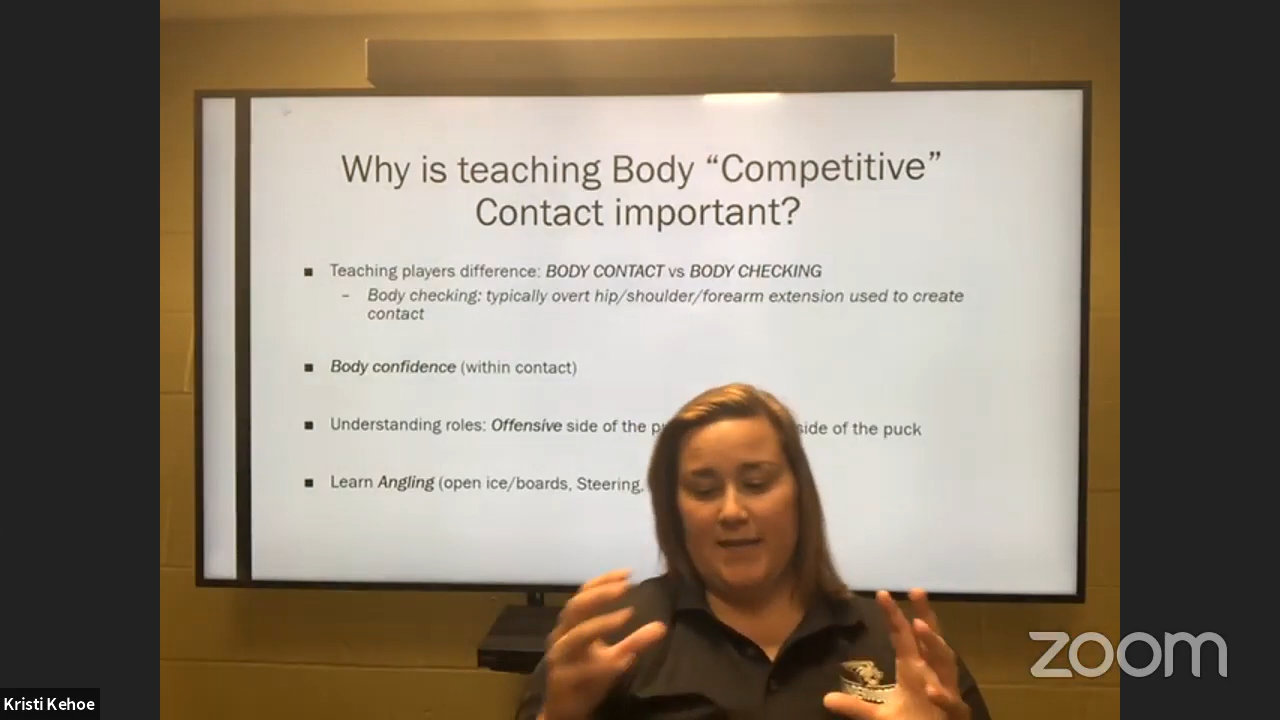 Why is teaching Body “Competitive”
Contact important?
■ Teaching players difference: BODY CONTACT vs BODY CHECKING
– Body checking: typically overt hip/shoulder/forearm extension used to create
contact
■ Body confidence (within contact)
■ Understanding roles: Offensive side of the side of the puck
■ Learn Angling (open ice/boards, Steering,
zoom
Kristi Kehoe